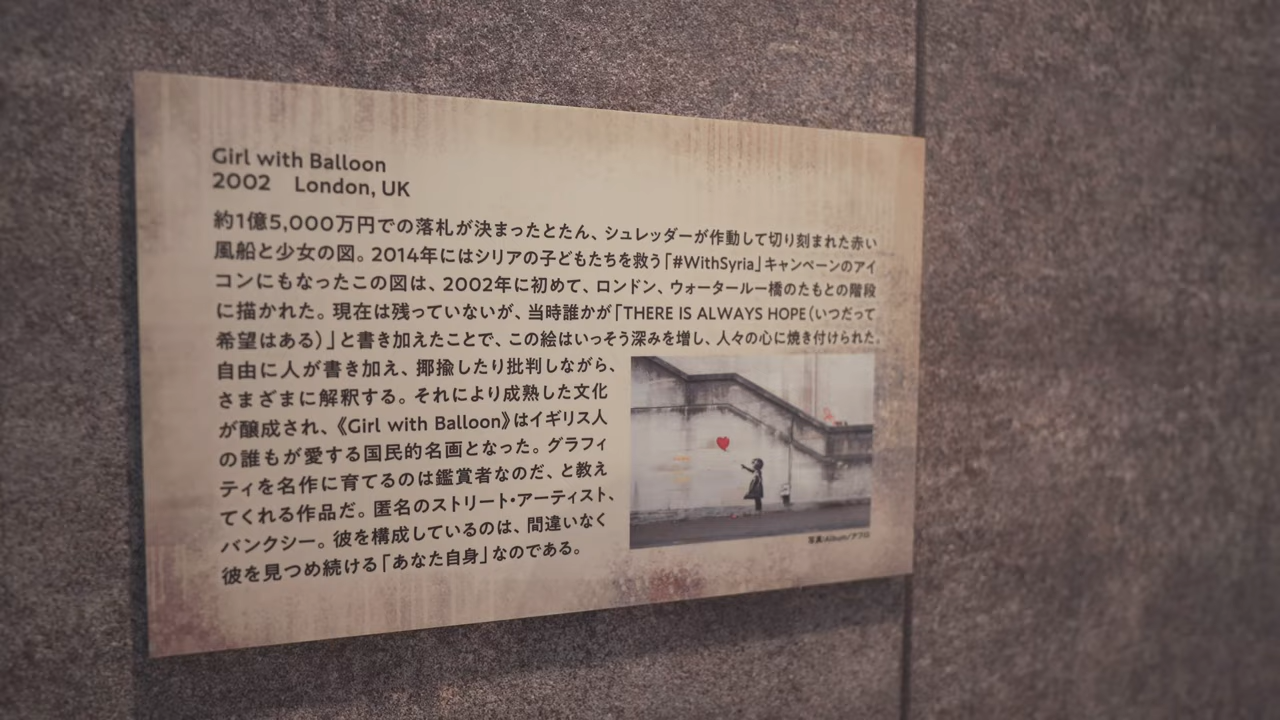 Girl with Balloon
2002 London, UK
約1億5,000万円での落札が決まったとたん、シュレッダーが作動して切り刻まれた赤い
風船と少女の図。2014年にはシリアの子どもたちを救う「#WithSyria」キャンペーンのアイ
コンにもなったこの図は、2002年に初めて、ロンドン、ウォータールー橋のたもとの階段
に描かれた。現在は残っていないが、当時誰かが「THERE IS ALWAYS HOPE（いつだって
希望はある）」と書き加えたことで、この絵はいっそう深みを増し、人々の心に焼き付けられた。
自由に人が書き加え、揶揄したり批判しながら、
さまざまに解釈する。それにより成熟した文化
が醸成され、《Girl with Balloon》はイギリス人
の誰もが愛する国民的名画となった。グラフィ
ティを名作に育てるのは鑑賞者なのだ、と教え
てくれる作品だ。匿名のストリート・アーティスト、
バンクシー。彼を構成しているのは、間違いなく
彼を見つめ続ける「あなた自身」なのである。
写真:Album/アフロ